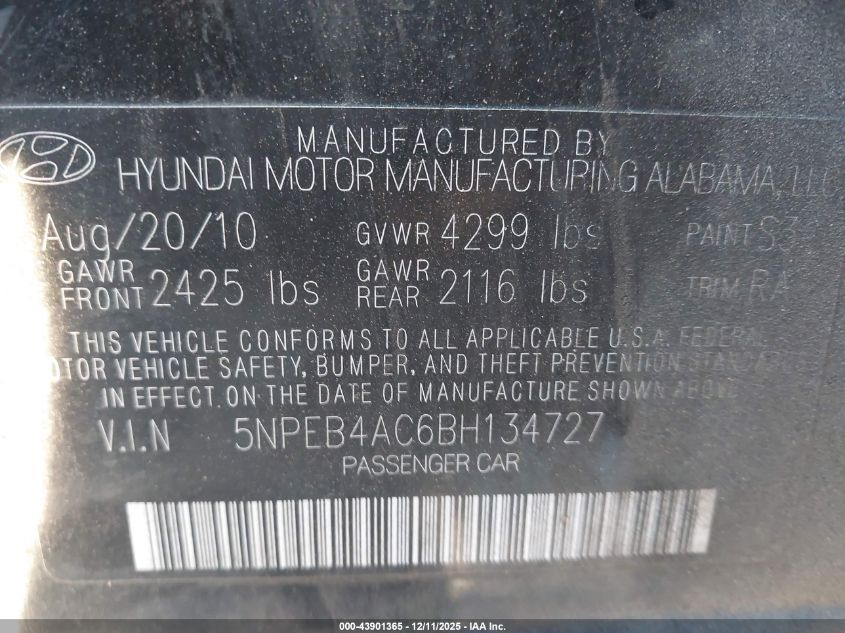 MANUFACTURED BY
HYUNDAI MOTOR MANUFACTURING ALABAMA, LLC
Aug/20/10 GVWR 4299 lbs PAINT S3
GAWR FRONT 2425 lbs GAWR REAR 2116 lbs TRIM RA
THIS VEHICLE CONFORMS TO ALL APPLICABLE U.S.A. FEDERAL
MOTOR VEHICLE SAFETY, BUMPER, AND THEFT PREVENTION STANDARDS
IN EFFECT ON THE DATE OF MANUFACTURE SHOWN ABOVE
V.I.N 5NPEB4AC6BH134727
PASSENGER CAR
000-43901365 - 12/11/2025 - IAA Inc.